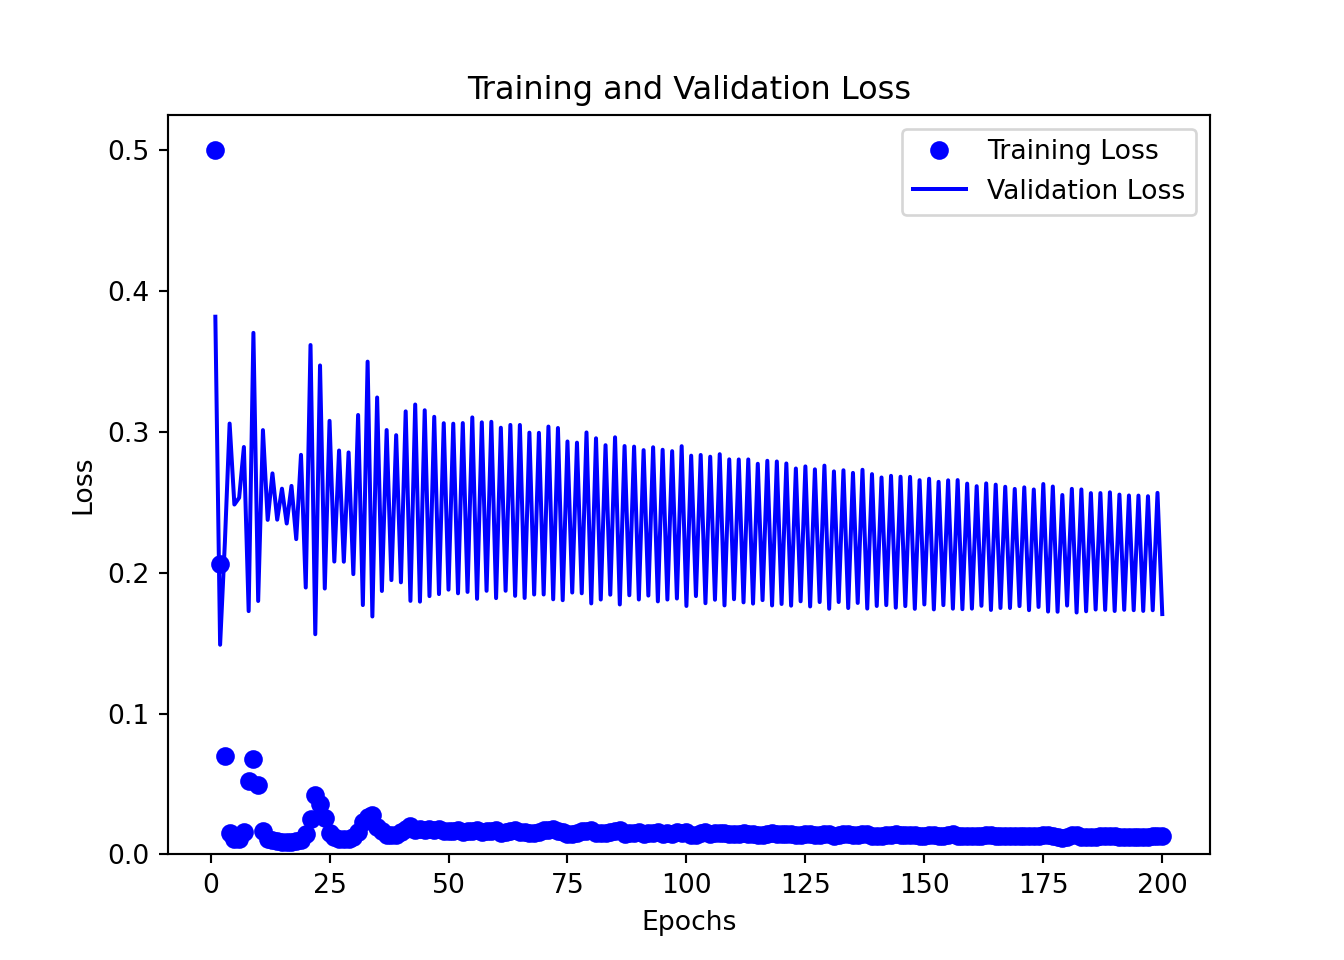 Training and Validation Loss
Training Loss
Validation Loss
0.5
0.4
0.3
0.2
0.1
0.0
Loss
0 25 50 75 100 125 150 175 200
Epochs